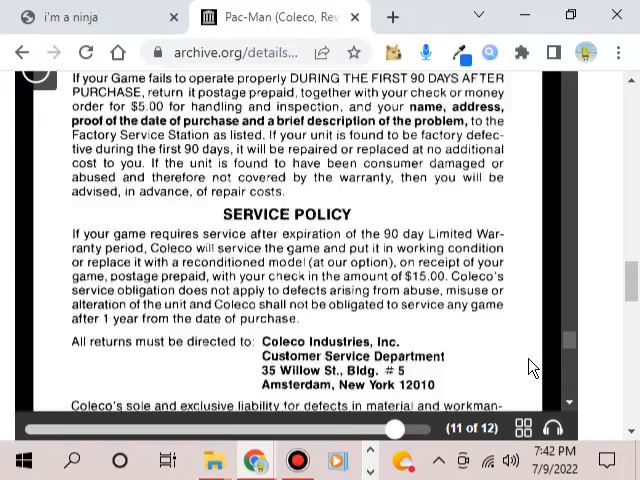 i'm a ninja
Pac-Man (Coleco, Rev
archive.org/details...
If your Game fails to operate properly DURING THE FIRST 90 DAYS AFTER
PURCHASE, return it postage prepaid, together with your check or money
order for $5.00 for handling and inspection, and your name, address,
proof of the date of purchase and a brief description of the problem, to the
Factory Service Station as listed. If your unit is found to be factory defec-
tive during the first 90 days, it will be repaired or replaced at no additional
cost to you. If the unit is found to have been consumer damaged or
abused and therefore not covered by the warranty, then you will be
advised, in advance, of repair costs.
SERVICE POLICY
If your game requires service after expiration of the 90 day Limited War-
ranty period, Coleco will service the game and put it in working condition
or replace it with a reconditioned model (at our option), on receipt of your
game, postage prepaid, with your check in the amount of $15.00. Coleco's
service obligation does not apply to defects arising from abuse, misuse or
alteration of the unit and Coleco shall not be obligated to service any game
after 1 year from the date of purchase.
All returns must be directed to: Coleco Industries, Inc.
Customer Service Department
35 Willow St., Bldg. # 5
Amsterdam, New York 12010
Coleco's sole and exclusive liability for defects in material and workman-
(11 of 12)
7:42 PM
7/9/2022